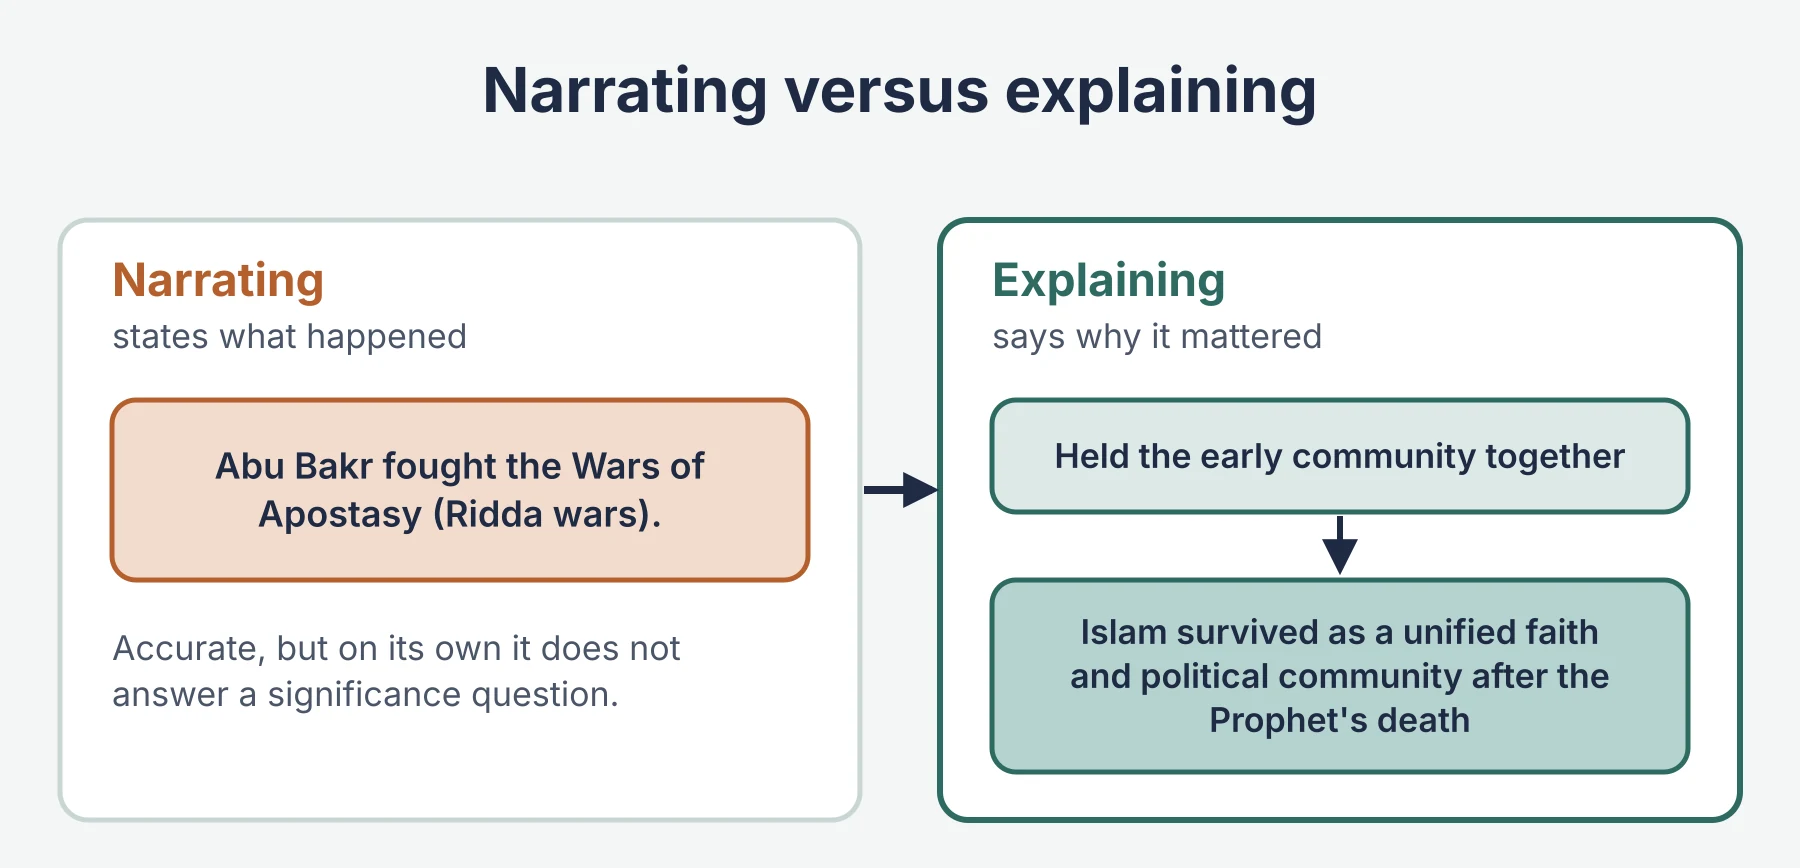 Narrating versus explaining
Narrating
states what happened
Abu Bakr fought the Wars of
Apostasy (Ridda wars).
Accurate, but on its own it does not
answer a significance question.
Explaining
says why it mattered
Held the early community together
Islam survived as a unified faith
and political community after the
Prophet's death